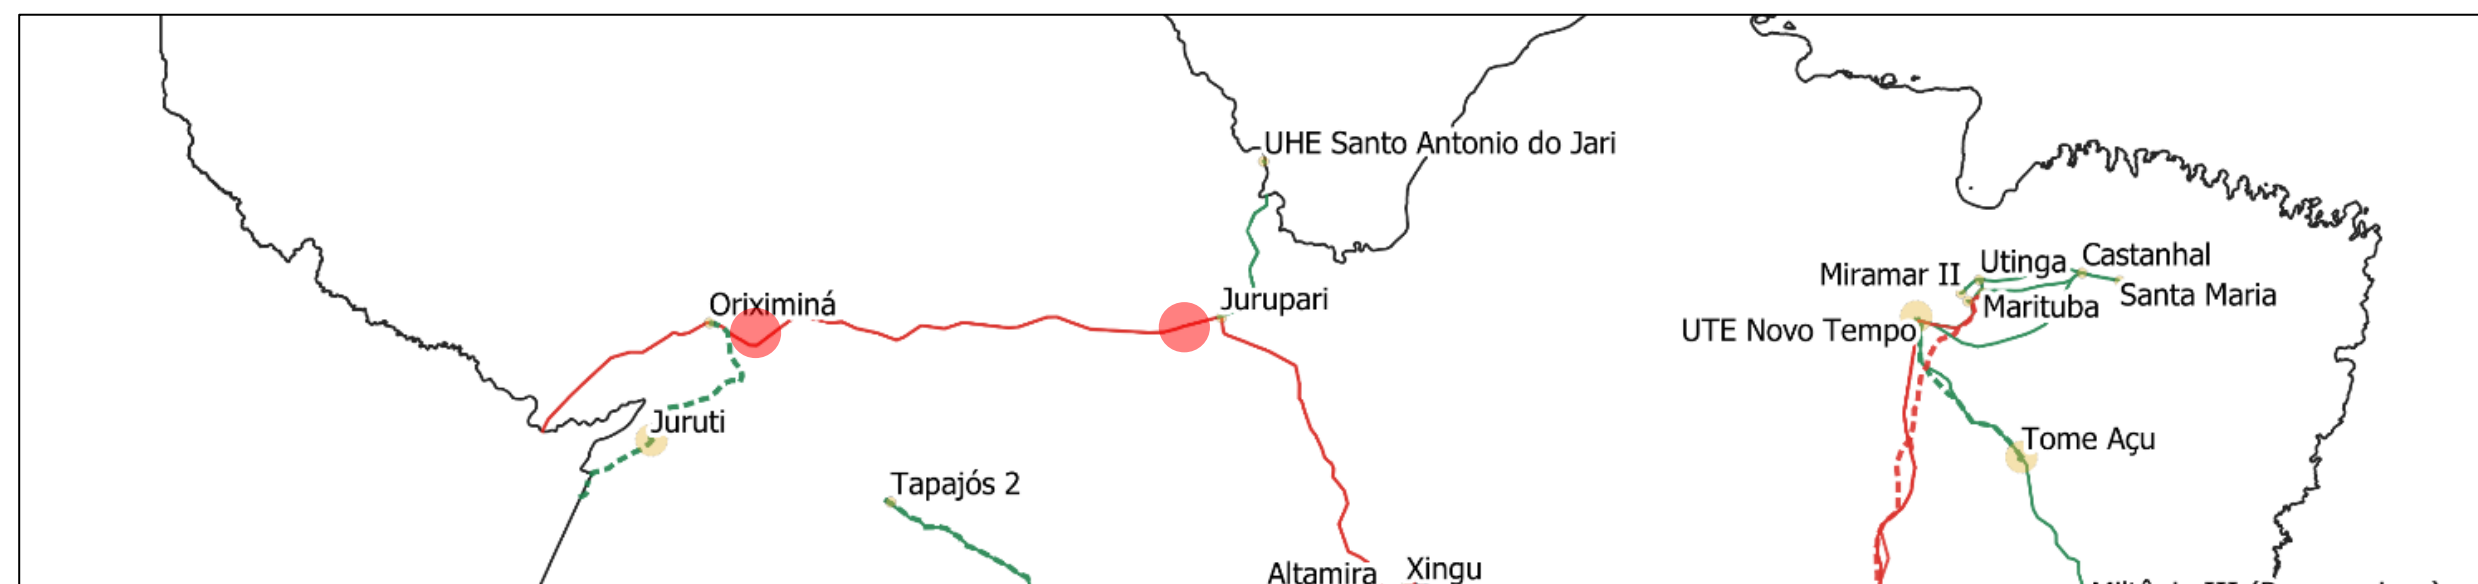 UHE Santo Antonio do Jari
Utinga
Castanhal
Miramar II
Santa Maria
Oriximiná
Jurupari
Marituba
UTE Novo Tempo
Juruti
Tome Açu
Tapajós 2
Altamira
Xingu